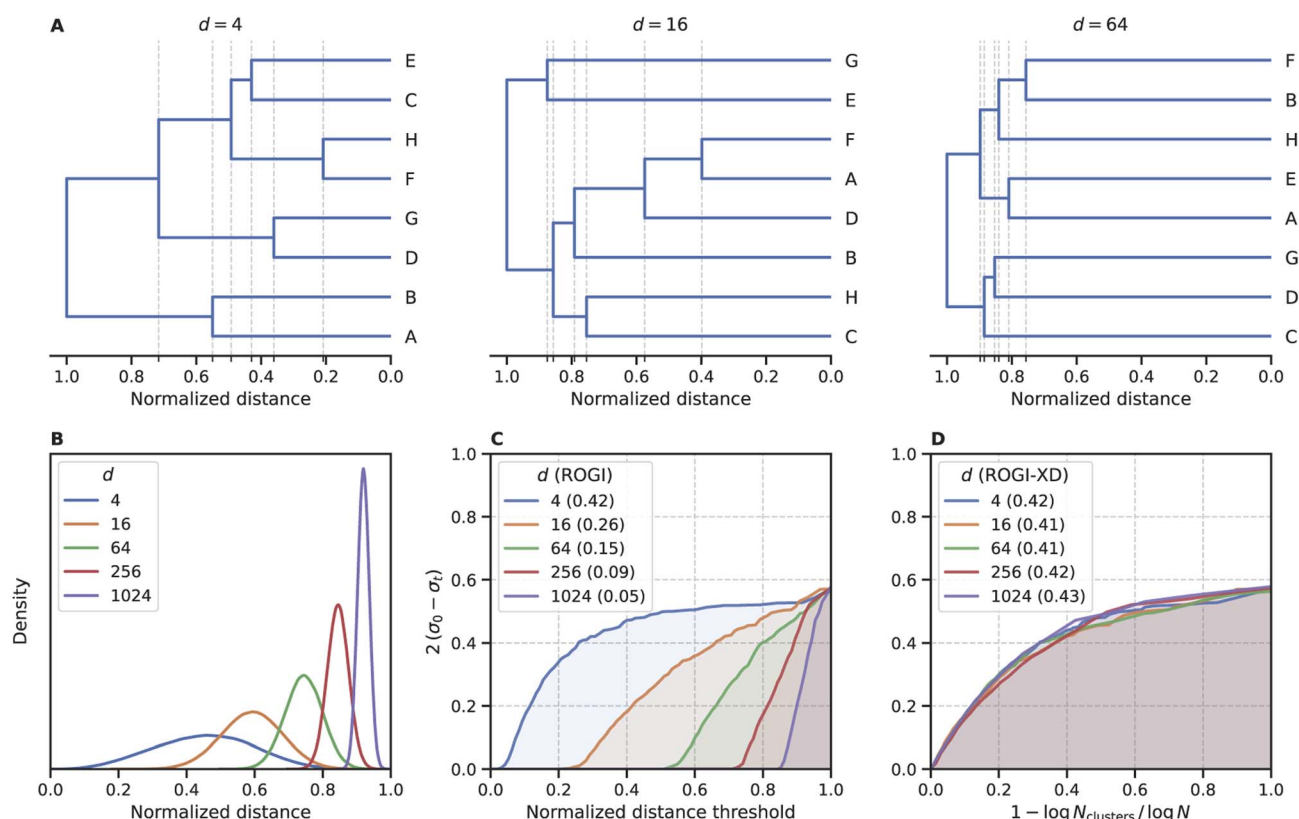 A
d = 4
d = 16
d = 64
E
C
H
F
G
D
B
A
1.0 0.8 0.6 0.4 0.2 0.0
Normalized distance
G
E
F
A
D
B
H
C
1.0 0.8 0.6 0.4 0.2 0.0
Normalized distance
F
B
H
E
A
G
D
C
1.0 0.8 0.6 0.4 0.2 0.0
Normalized distance
B
Density
d
4
16
64
256
1024
0.0 0.2 0.4 0.6 0.8 1.0
Normalized distance
C
2 (σ₀ − σₜ)
1.0
0.8
0.6
0.4
0.2
0.0
d (ROGI)
4 (0.42)
16 (0.26)
64 (0.15)
256 (0.09)
1024 (0.05)
0.0 0.2 0.4 0.6 0.8 1.0
Normalized distance threshold
D
1.0
0.8
0.6
0.4
0.2
0.0
d (ROGI-XD)
4 (0.42)
16 (0.41)
64 (0.41)
256 (0.42)
1024 (0.43)
0.0 0.2 0.4 0.6 0.8 1.0
1 − log N_clusters / log N